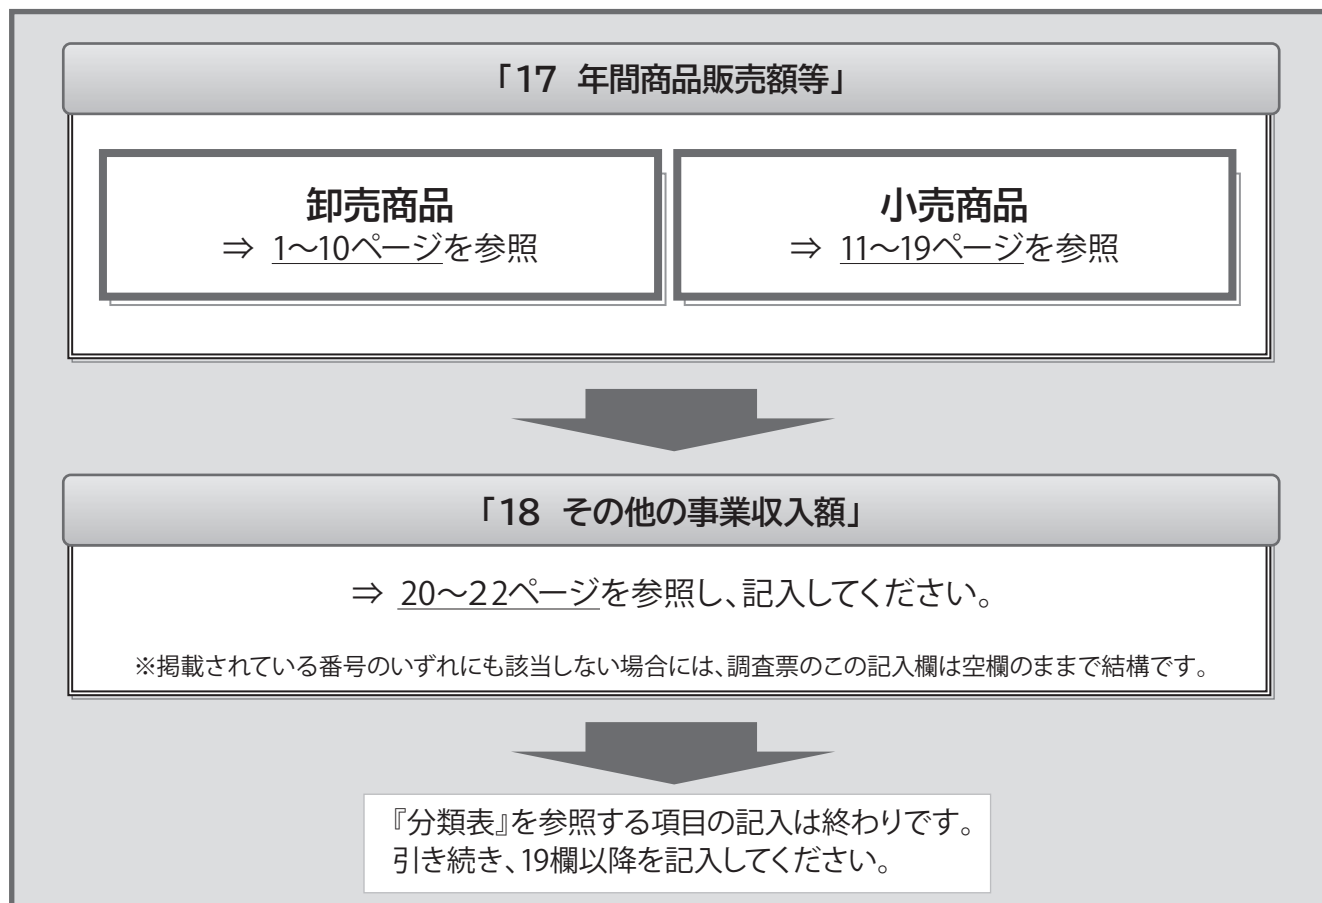 「17 年間商品販売額等」
卸売商品
⇒ 1~10ページを参照
小売商品
⇒ 11~19ページを参照
「18 その他の事業収入額」
⇒ 20~22ページを参照し、記入してください。
※掲載されている番号のいずれにも該当しない場合には、調査票のこの記入欄は空欄のままで結構です。
『分類表』を参照する項目の記入は終わりです。
引き続き、19欄以降を記入してください。